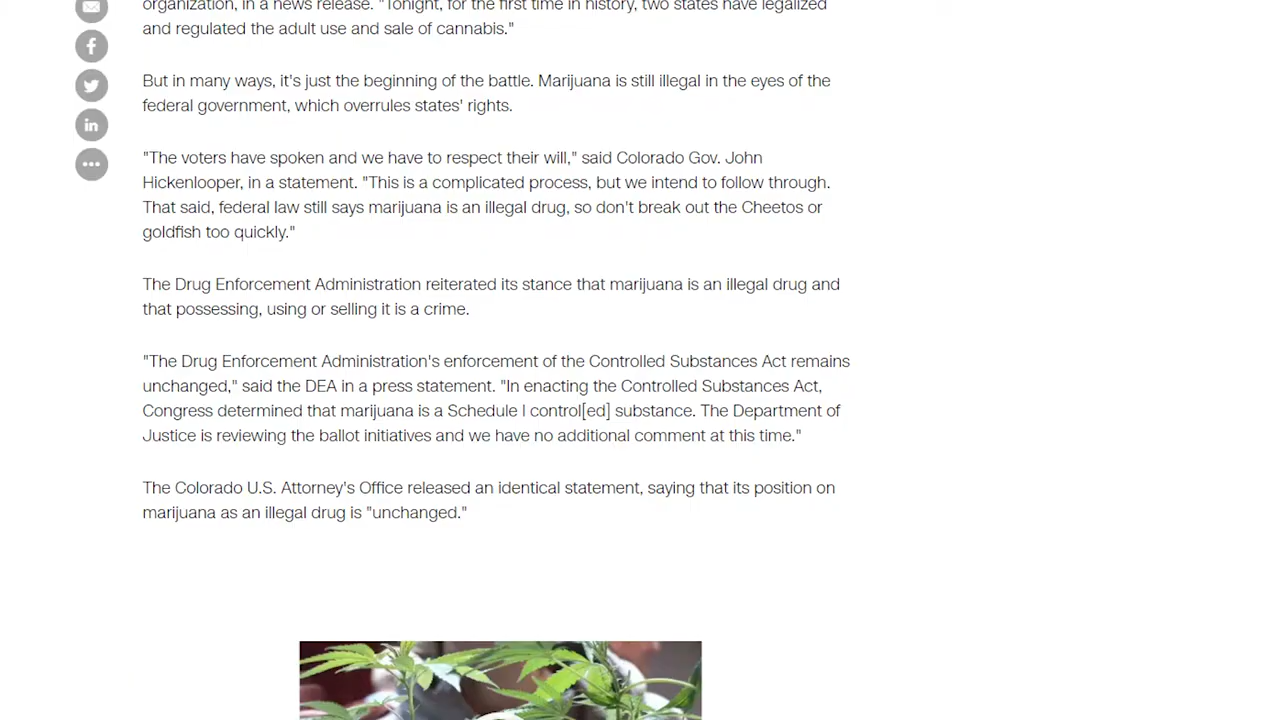 organization, in a news release. "Tonight, for the first time in history, two states have legalized
and regulated the adult use and sale of cannabis."
But in many ways, it's just the beginning of the battle. Marijuana is still illegal in the eyes of the
federal government, which overrules states' rights.
"The voters have spoken and we have to respect their will," said Colorado Gov. John
Hickenlooper, in a statement. "This is a complicated process, but we intend to follow through.
That said, federal law still says marijuana is an illegal drug, so don't break out the Cheetos or
goldfish too quickly."
The Drug Enforcement Administration reiterated its stance that marijuana is an illegal drug and
that possessing, using or selling it is a crime.
"The Drug Enforcement Administration's enforcement of the Controlled Substances Act remains
unchanged," said the DEA in a press statement. "In enacting the Controlled Substances Act,
Congress determined that marijuana is a Schedule I control[ed] substance. The Department of
Justice is reviewing the ballot initiatives and we have no additional comment at this time."
The Colorado U.S. Attorney's Office released an identical statement, saying that its position on
marijuana as an illegal drug is "unchanged."